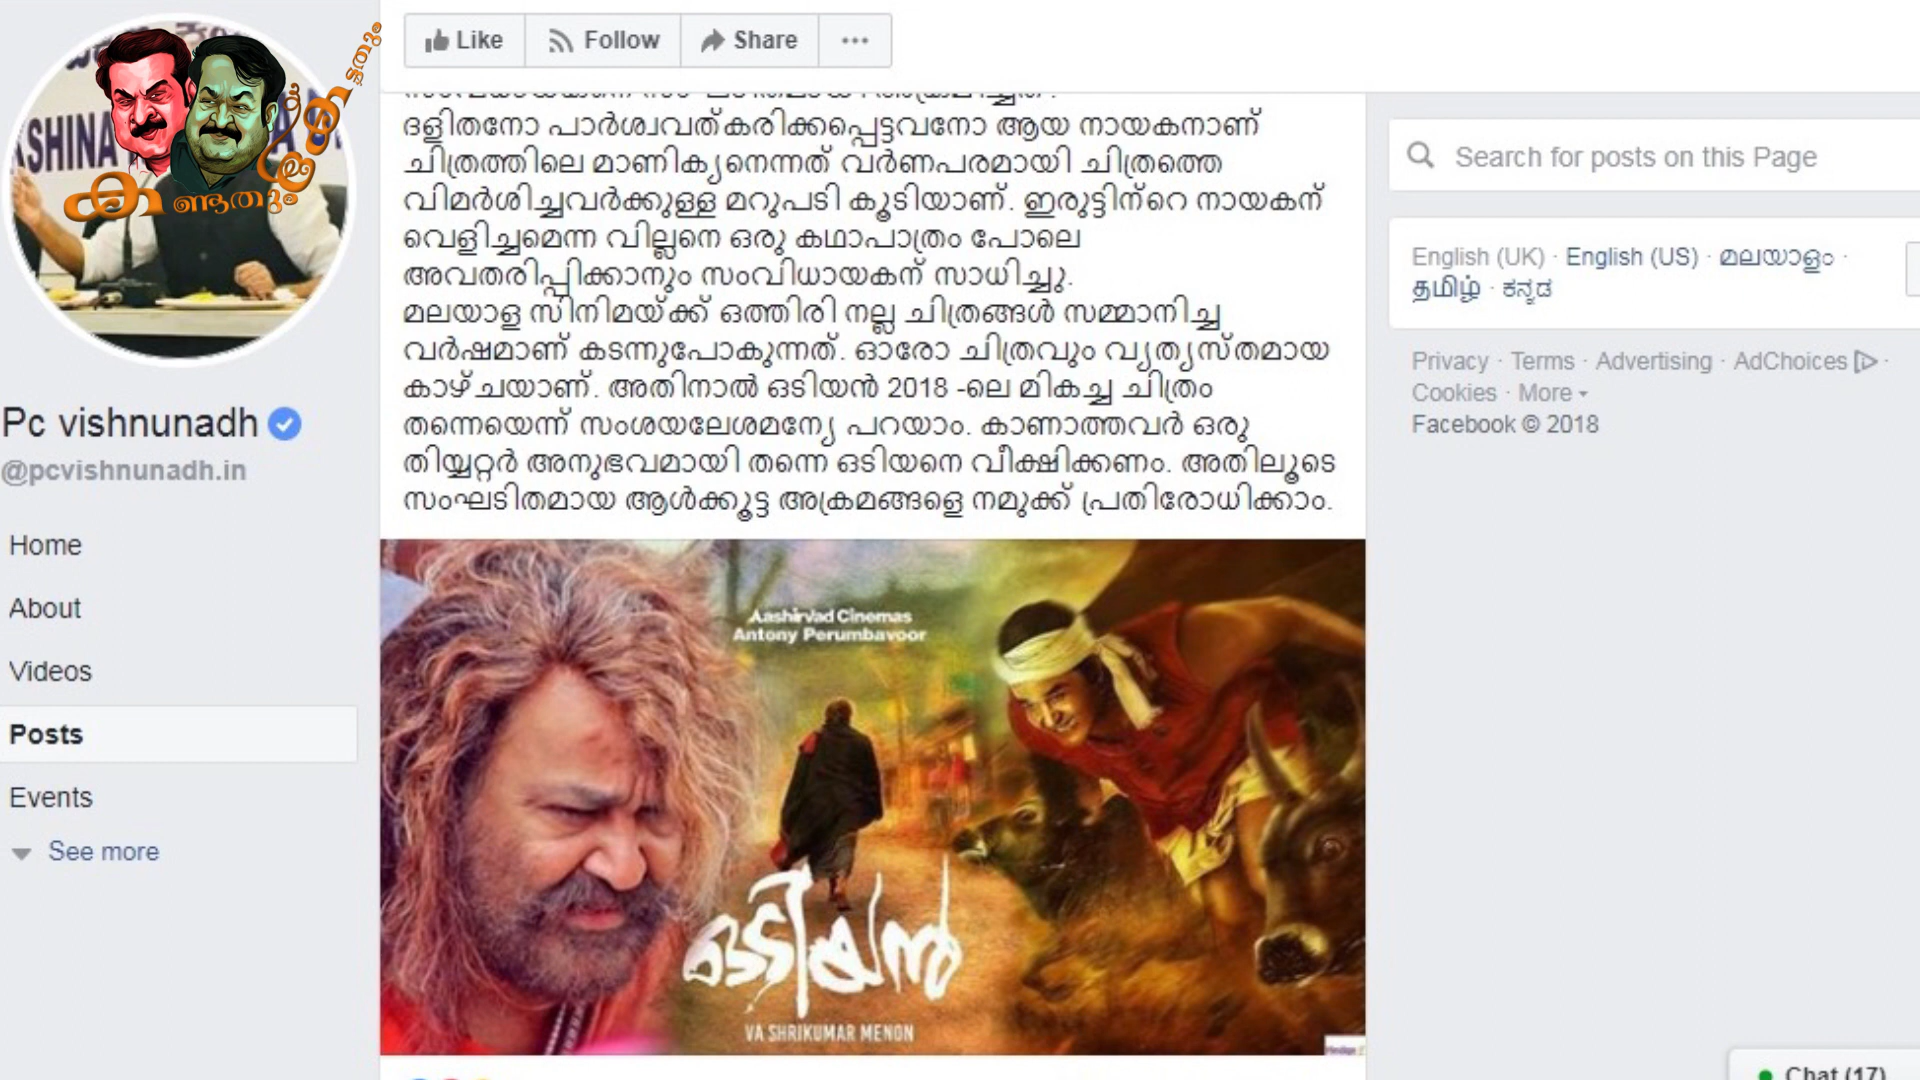 Like Follow Share
ദളിതനോ പാർശ്വവത്കരിക്കപ്പെട്ടവനോ ആയ നായകനാണ്
ചിത്രത്തിലെ മാണിക്യനെന്നത് വർണപരമായി ചിത്രത്തെ
വിമർശിച്ചവർക്കുള്ള മറുപടി കൂടിയാണ്. ഇരുട്ടിന്റെ നായകന്
വെളിച്ചമെന്ന വില്ലനെ ഒരു കഥാപാത്രം പോലെ
അവതരിപ്പിക്കാനും സംവിധായകന് സാധിച്ചു.
മലയാള സിനിമയ്ക്ക് ഒത്തിരി നല്ല ചിത്രങ്ങൾ സമ്മാനിച്ച
വർഷമാണ് കടന്നുപോകുന്നത്. ഓരോ ചിത്രവും വ്യത്യസ്തമായ
കാഴ്ചയാണ്. അതിനാൽ ഒടിയൻ 2018 -ലെ മികച്ച ചിത്രം
തന്നെയെന്ന് സംശയലേശമന്യേ പറയാം. കാണാത്തവർ ഒരു
തിയ്യറ്റർ അനുഭവമായി തന്നെ ഒടിയനെ വീക്ഷിക്കണം. അതിലൂടെ
സംഘടിതമായ ആൾക്കൂട്ട അക്രമങ്ങളെ നമുക്ക് പ്രതിരോധിക്കാം.
SHINA
കണ്ടതും
Pc vishnunadh
@pcvishnunadh.in
Home
About
Videos
Posts
Events
See more
Aashirvad Cinemas
Antony Perumbavoor
ഒടിയൻ
VA SHRIKUMAR MENON
Search for posts on this Page
English (UK) · English (US) · മലയാളം ·
தமிழ் · ಕನ್ನಡ
Privacy · Terms · Advertising · AdChoices ·
Cookies · More
Facebook © 2018
Chat (17)